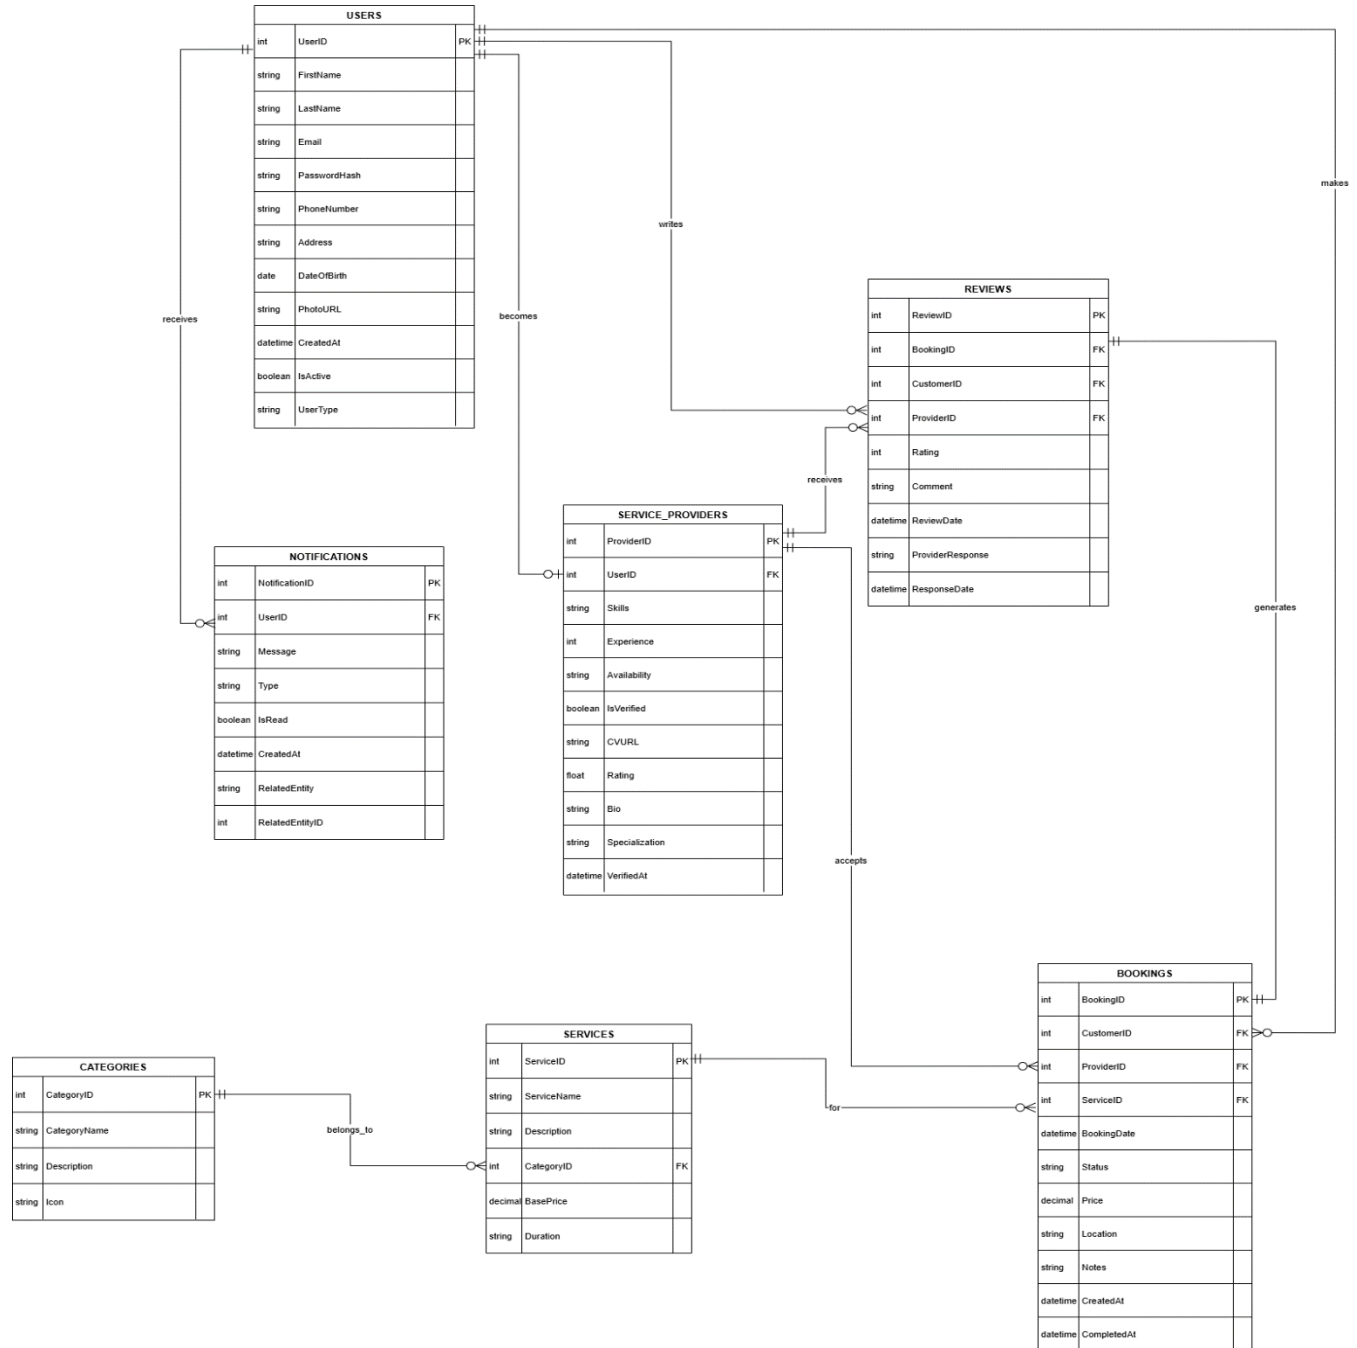 USERS
int UserID PK
string FirstName
string LastName
string Email
string PasswordHash
string PhoneNumber
string Address
date DateOfBirth
string PhotoURL
datetime CreatedAt
boolean IsActive
string UserType
makes
writes
receives
becomes
REVIEWS
int ReviewID PK
int BookingID FK
int CustomerID FK
int ProviderID FK
int Rating
string Comment
datetime ReviewDate
string ProviderResponse
datetime ResponseDate
receives
generates
SERVICE_PROVIDERS
int ProviderID PK
int UserID FK
string Skills
int Experience
string Availability
boolean IsVerified
string CVURL
float Rating
string Bio
string Specialization
datetime VerifiedAt
NOTIFICATIONS
int NotificationID PK
int UserID FK
string Message
string Type
boolean IsRead
datetime CreatedAt
string RelatedEntity
int RelatedEntityID
accepts
BOOKINGS
int BookingID PK
int CustomerID FK
int ProviderID FK
int ServiceID FK
datetime BookingDate
string Status
decimal Price
string Location
string Notes
datetime CreatedAt
datetime CompletedAt
SERVICES
int ServiceID PK
string ServiceName
string Description
int CategoryID FK
decimal BasePrice
string Duration
for
CATEGORIES
int CategoryID PK
string CategoryName
string Description
string Icon
belongs_to